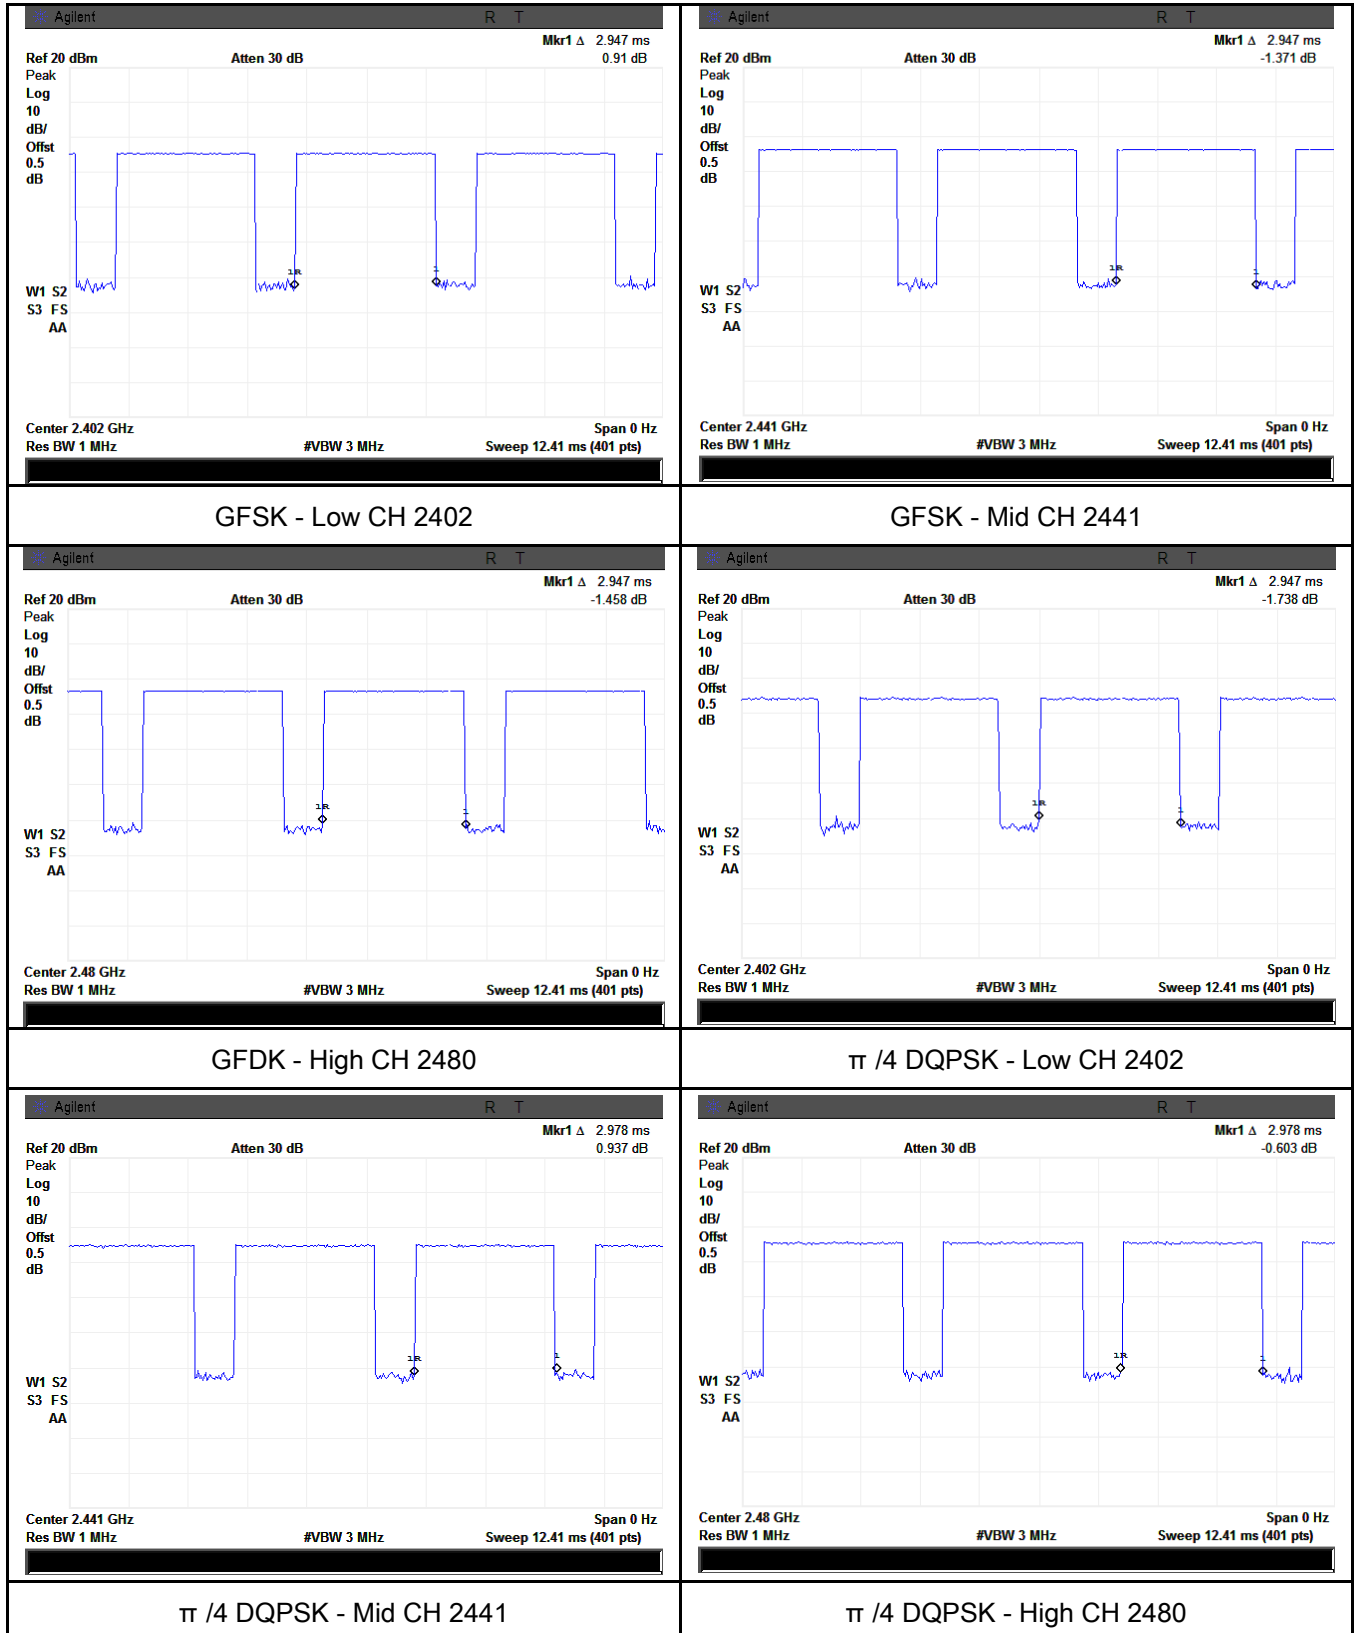 Agilent R T
Mkr1 Δ 2.947 ms
Ref 20 dBm Atten 30 dB 0.91 dB
Peak
Log
10
dB/
Offst
0.5
dB
1R
1
W1 S2
S3 FS
AA
Center 2.402 GHz Span 0 Hz
Res BW 1 MHz #VBW 3 MHz Sweep 12.41 ms (401 pts)
GFSK - Low CH 2402
Agilent R T
Mkr1 Δ 2.947 ms
Ref 20 dBm Atten 30 dB -1.371 dB
Peak
Log
10
dB/
Offst
0.5
dB
1R
1
W1 S2
S3 FS
AA
Center 2.441 GHz Span 0 Hz
Res BW 1 MHz #VBW 3 MHz Sweep 12.41 ms (401 pts)
GFSK - Mid CH 2441
Agilent R T
Mkr1 Δ 2.947 ms
Ref 20 dBm Atten 30 dB -1.458 dB
Peak
Log
10
dB/
Offst
0.5
dB
1R
1
W1 S2
S3 FS
AA
Center 2.48 GHz Span 0 Hz
Res BW 1 MHz #VBW 3 MHz Sweep 12.41 ms (401 pts)
GFDK - High CH 2480
Agilent R T
Mkr1 Δ 2.947 ms
Ref 20 dBm Atten 30 dB -1.738 dB
Peak
Log
10
dB/
Offst
0.5
dB
1R
1
W1 S2
S3 FS
AA
Center 2.402 GHz Span 0 Hz
Res BW 1 MHz #VBW 3 MHz Sweep 12.41 ms (401 pts)
π /4 DQPSK - Low CH 2402
Agilent R T
Mkr1 Δ 2.978 ms
Ref 20 dBm Atten 30 dB 0.937 dB
Peak
Log
10
dB/
Offst
0.5
dB
1R
1
W1 S2
S3 FS
AA
Center 2.441 GHz Span 0 Hz
Res BW 1 MHz #VBW 3 MHz Sweep 12.41 ms (401 pts)
π /4 DQPSK - Mid CH 2441
Agilent R T
Mkr1 Δ 2.978 ms
Ref 20 dBm Atten 30 dB -0.603 dB
Peak
Log
10
dB/
Offst
0.5
dB
1R
1
W1 S2
S3 FS
AA
Center 2.48 GHz Span 0 Hz
Res BW 1 MHz #VBW 3 MHz Sweep 12.41 ms (401 pts)
π /4 DQPSK - High CH 2480